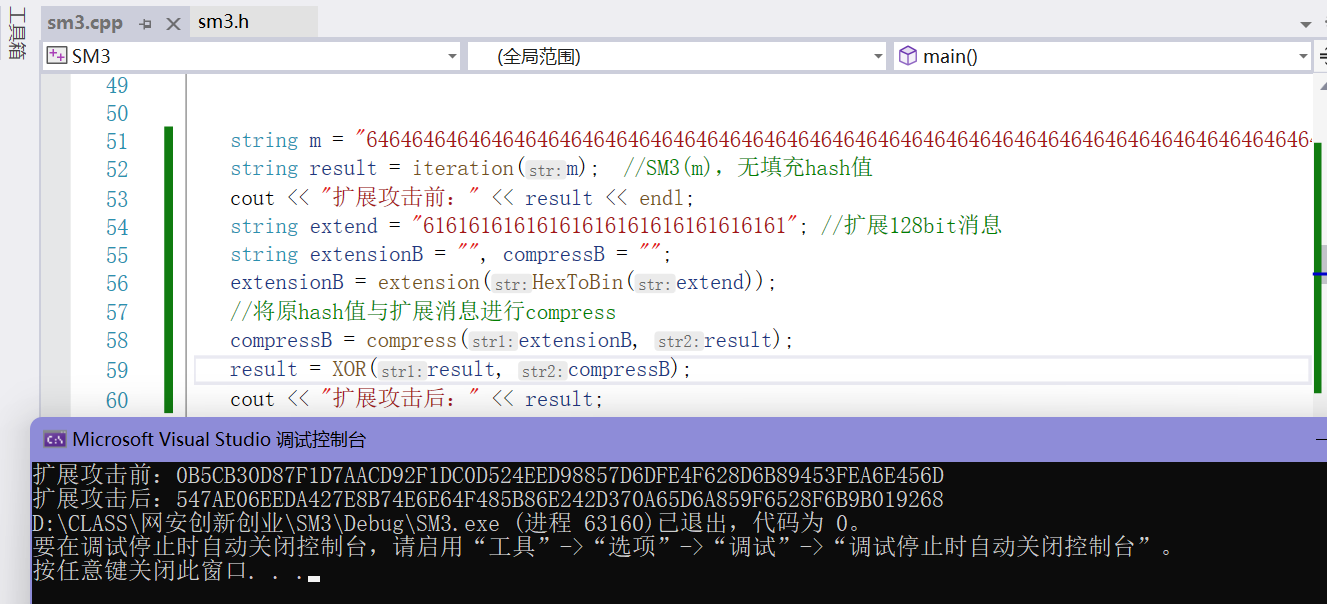 工具箱
sm3.cpp
sm3.h
SM3
(全局范围)
main()
49
50
51 string m = "6464646464646464646464646464646464646464646464646464646464646464646464646464646464646464
52 string result = iteration(str:m); //SM3(m), 无填充hash值
53 cout << "扩展攻击前：" << result << endl;
54 string extend = "61616161616161616161616161616161"; //扩展128bit消息
55 string extensionB = "", compressB = "";
56 extensionB = extension(str:HexToBin(str:extend));
57 //将原hash值与扩展消息进行compress
58 compressB = compress(str1:extensionB, str2:result);
59 result = XOR(str1:result, str2:compressB);
60 cout << "扩展攻击后：" << result;
Microsoft Visual Studio 调试控制台
扩展攻击前：0B5CB30D87F1D7AACD92F1DC0D524EED98857D6DFE4F628D6B89453FEA6E456D
扩展攻击后：547AE06EEDA427E8B74E6E64F485B86E242D370A65D6A859F6528F6B9B019268
D:\CLASS\网安创新创业\SM3\Debug\SM3.exe (进程 63160)已退出，代码为 0。
要在调试停止时自动关闭控制台，请启用“工具”->“选项”->“调试”->“调试停止时自动关闭控制台”。
按任意键关闭此窗口. . .